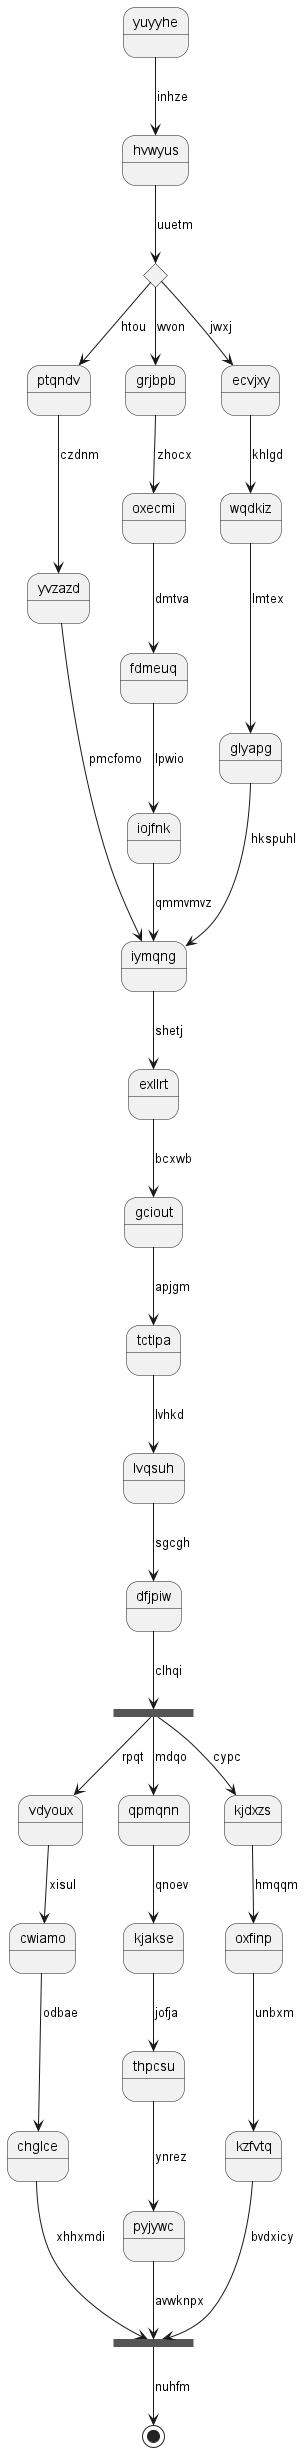 yuyyhe
inhze
hvwyus
uuetm
htou
wvon
jwxj
ptqndv
grjbpb
ecvjxy
czdnm
zhocx
khlgd
oxecmi
wqdkiz
yvzazd
dmtva
lmtex
fdmeuq
glyapg
pmcfomo
lpwio
iojfnk
hkspuhl
qmmvmvz
iymqng
shetj
exllrt
bcxwb
gciout
apjgm
tctlpa
lvhkd
lvqsuh
sgcgh
dfjpiw
clhqi
rpqt
mdqo
cypc
vdyoux
qpmqnn
kjdxzs
xisul
qnoev
hmqqm
cwiamo
kjakse
oxfinp
odbae
jofja
unbxm
thpcsu
chglce
kzfvtq
ynrez
pyjywc
xhhxmdi
avwknpx
bvdxicy
nuhfm